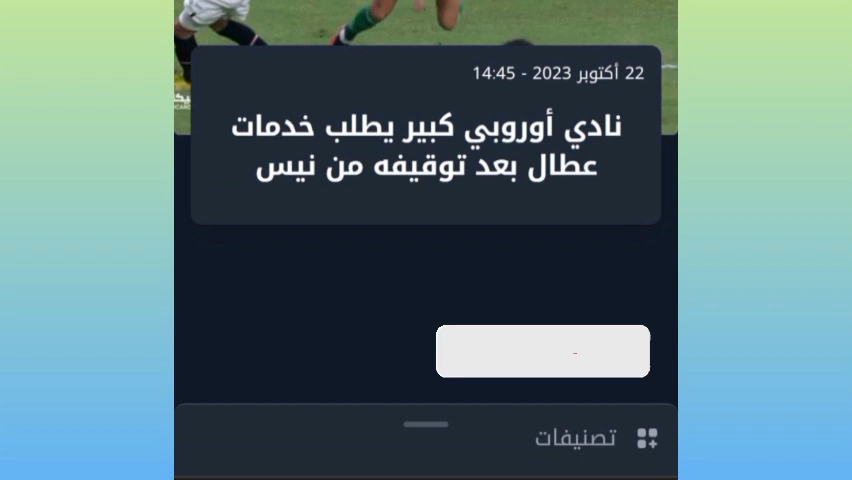 22 أكتوبر 2023 - 14:45
نادي أوروبي كبير يطلب خدمات
عطال بعد توقيفه من نيس
-
تصنيفات